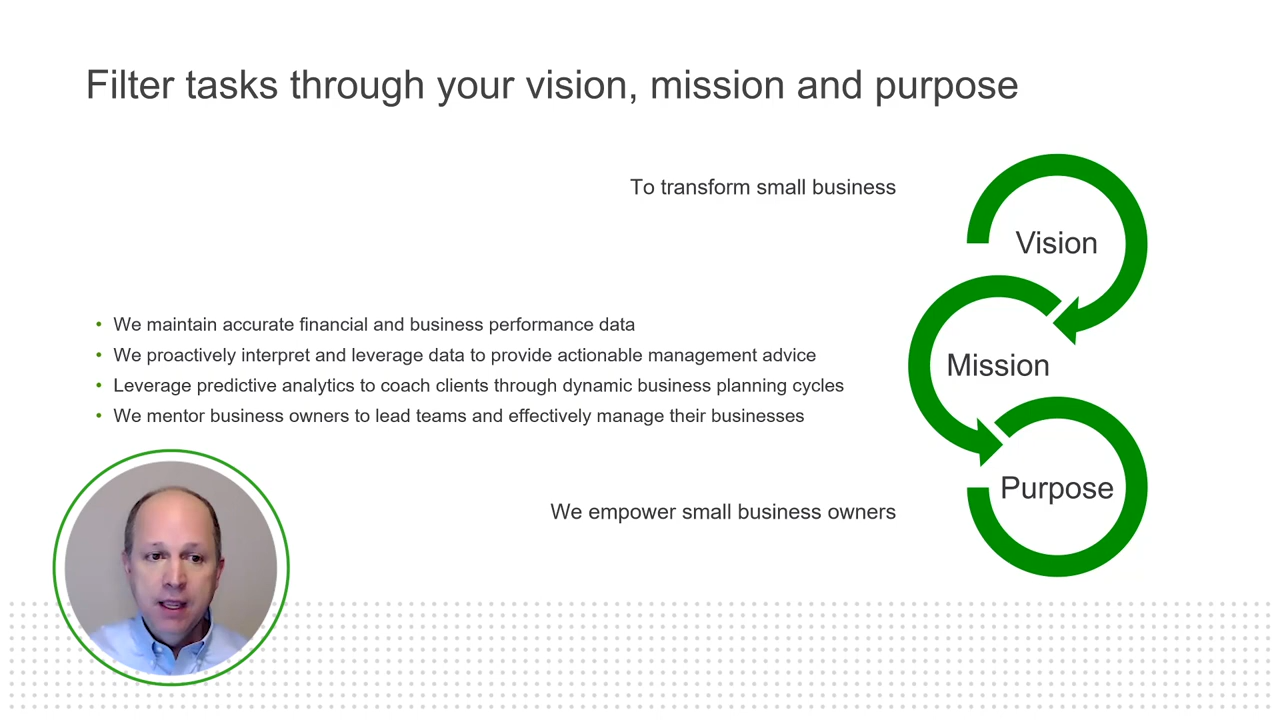 Filter tasks through your vision, mission and purpose
To transform small business
Vision
• We maintain accurate financial and business performance data
• We proactively interpret and leverage data to provide actionable management advice
• Leverage predictive analytics to coach clients through dynamic business planning cycles
• We mentor business owners to lead teams and effectively manage their businesses
Mission
We empower small business owners
Purpose